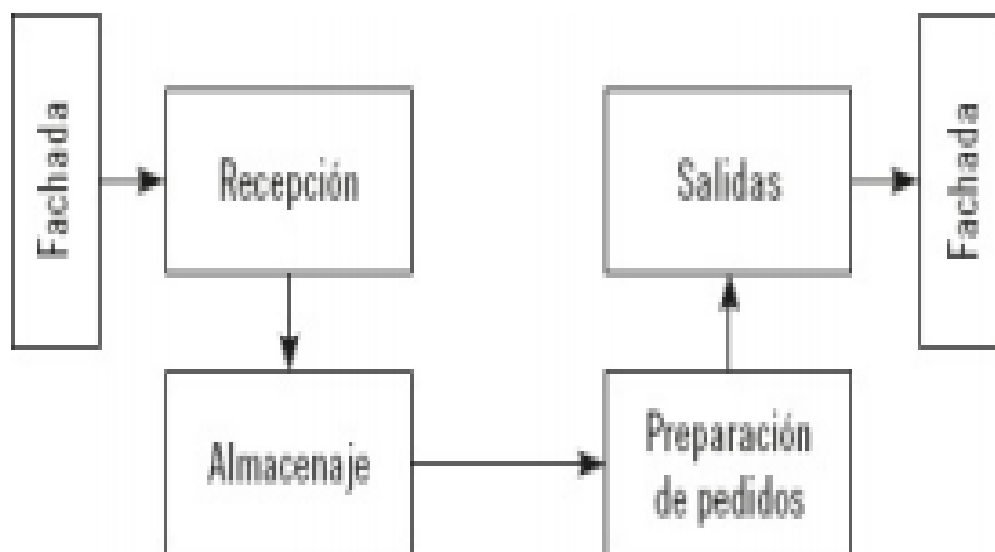 Fachada
Recepción
Salidas
Fachada
Almacenaje
Preparación
de pedidos